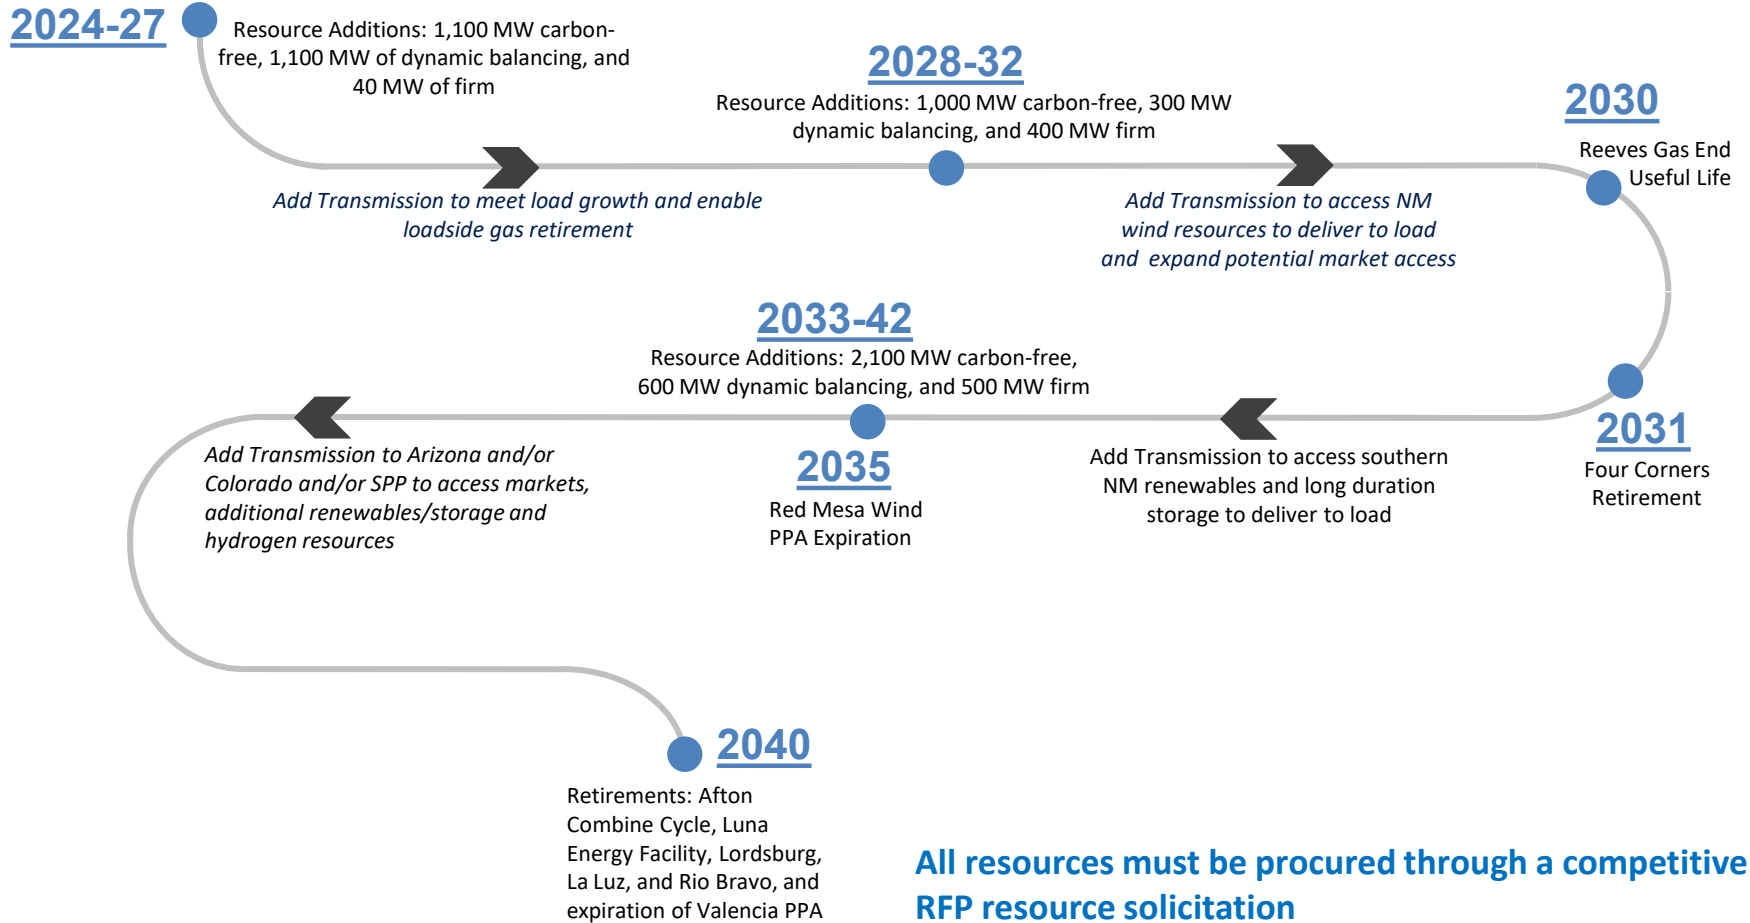 2024-27
Resource Additions: 1,100 MW carbon-
free, 1,100 MW of dynamic balancing, and
40 MW of firm
2028-32
Resource Additions: 1,000 MW carbon-free, 300 MW
dynamic balancing, and 400 MW firm
2030
Reeves Gas End
Useful Life
Add Transmission to meet load growth and enable
loadside gas retirement
Add Transmission to access NM
wind resources to deliver to load
and expand potential market access
2033-42
Resource Additions: 2,100 MW carbon-free,
600 MW dynamic balancing, and 500 MW firm
2031
Four Corners
Retirement
Add Transmission to access southern
NM renewables and long duration
storage to deliver to load
2035
Red Mesa Wind
PPA Expiration
Add Transmission to Arizona and/or
Colorado and/or SPP to access markets,
additional renewables/storage and
hydrogen resources
2040
Retirements: Afton
Combine Cycle, Luna
Energy Facility, Lordsburg,
La Luz, and Rio Bravo, and
expiration of Valencia PPA
All resources must be procured through a competitive
RFP resource solicitation